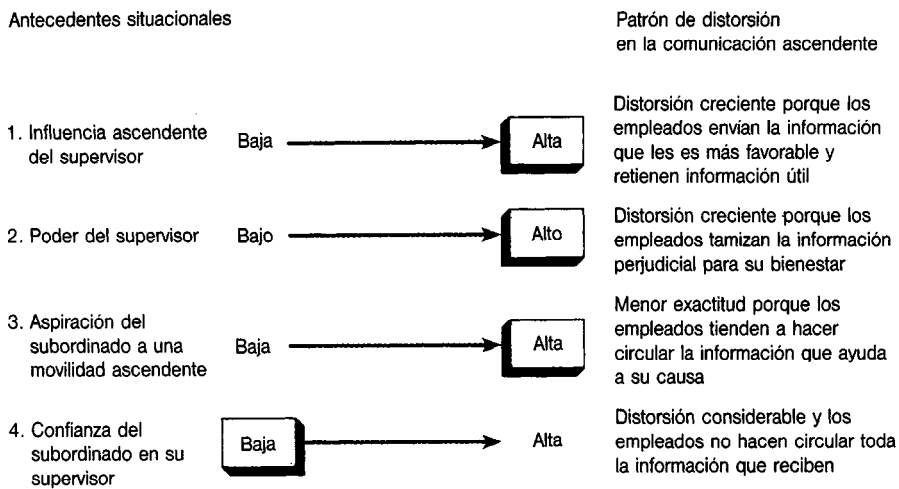 Antecedentes situacionales
Patrón de distorsión
en la comunicación ascendente
1. Influencia ascendente
del supervisor
Baja
Alta
Distorsión creciente porque los
empleados envían la información
que les es más favorable y
retienen información útil
2. Poder del supervisor
Bajo
Alto
Distorsión creciente porque los
empleados tamizan la información
perjudicial para su bienestar
3. Aspiración del
subordinado a una
movilidad ascendente
Baja
Alta
Menor exactitud porque los
empleados tienden a hacer
circular la información que ayuda
a su causa
4. Confianza del
subordinado en su
supervisor
Baja
Alta
Distorsión considerable y los
empleados no hacen circular toda
la información que reciben